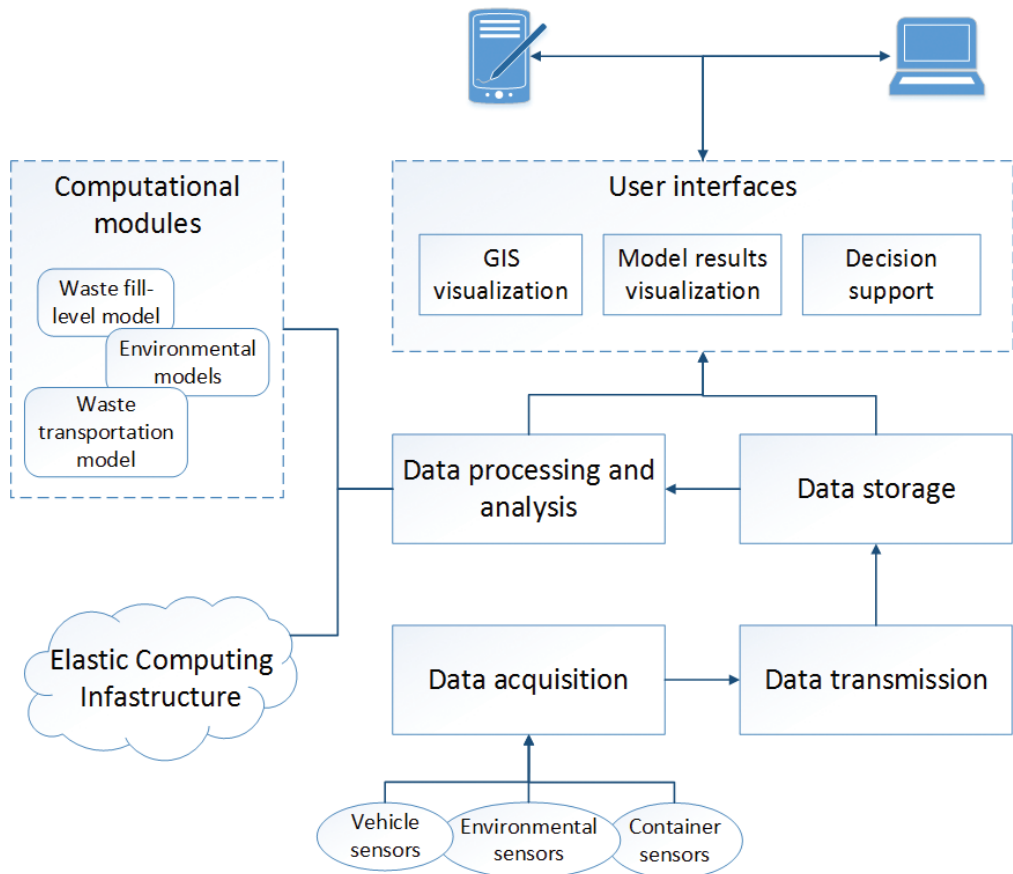 User interfaces
GIS
visualization
Model results
visualization
Decision
support
Computational
modules
Waste fill-
level model
Environmental
models
Waste
transportation
model
Data processing and
analysis
Data storage
Elastic Computing
Infastructure
Data acquisition
Data transmission
Vehicle
sensors
Environmental
sensors
Container
sensors